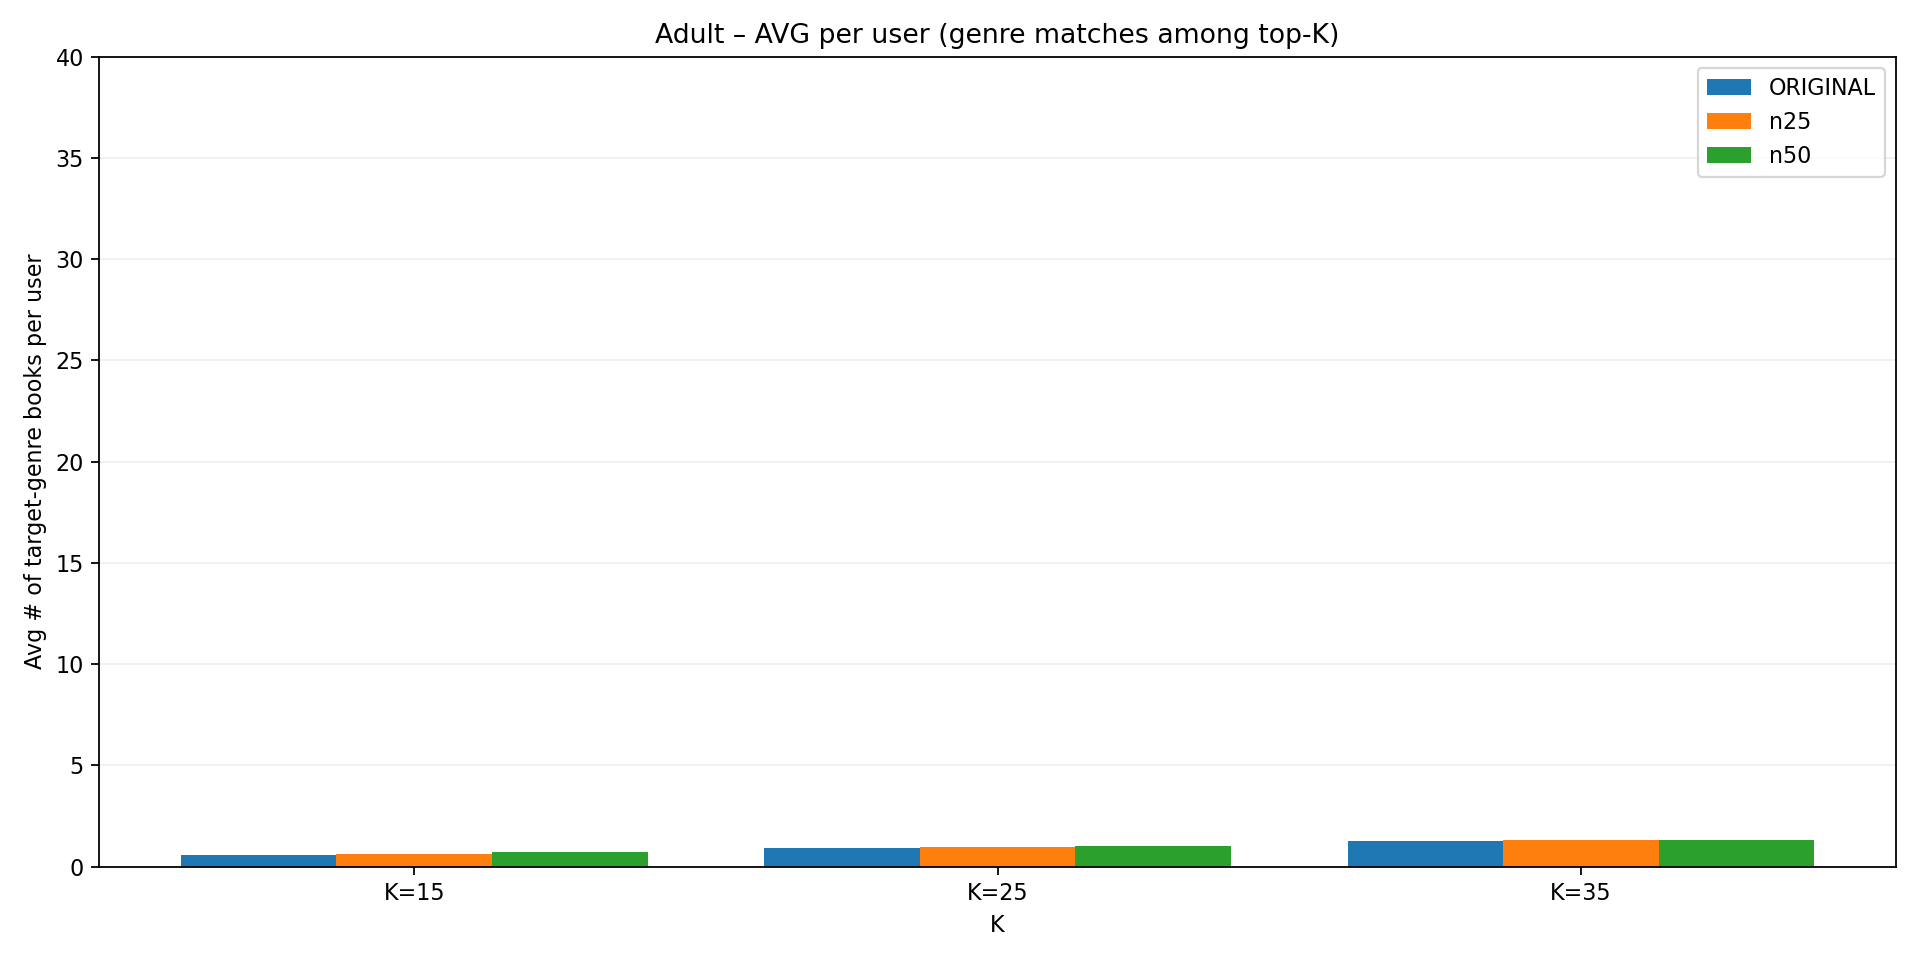 Adult – AVG per user (genre matches among top-K)
40
35
30
25
20
15
10
5
0
Avg # of target-genre books per user
ORIGINAL
n25
n50
K=15
K=25
K=35
K